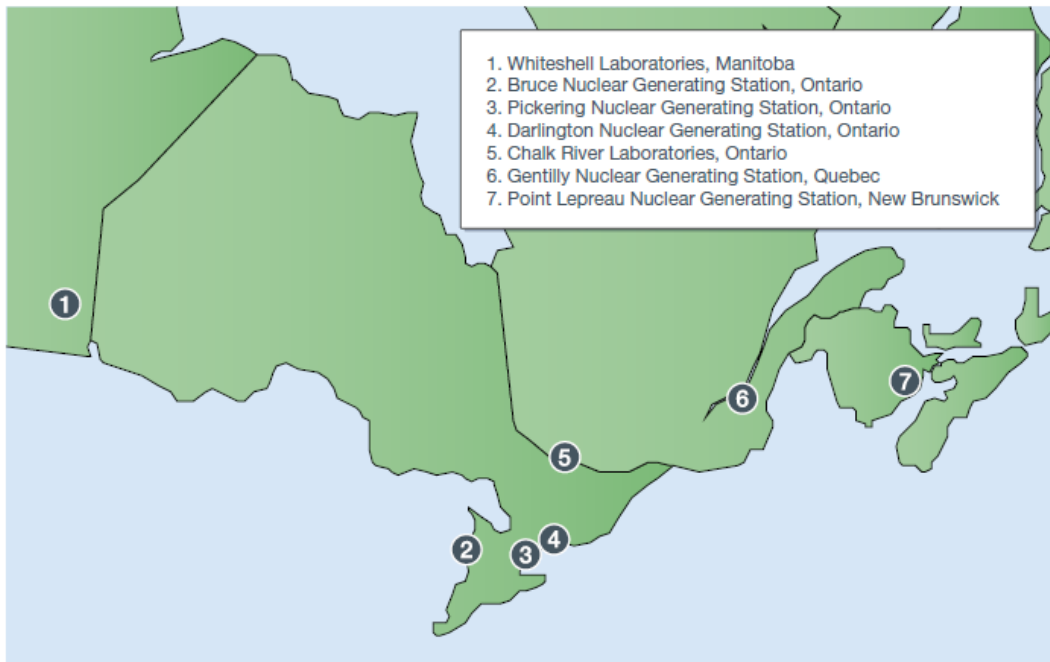 1. Whiteshell Laboratories, Manitoba
2. Bruce Nuclear Generating Station, Ontario
3. Pickering Nuclear Generating Station, Ontario
4. Darlington Nuclear Generating Station, Ontario
5. Chalk River Laboratories, Ontario
6. Gentilly Nuclear Generating Station, Quebec
7. Point Lepreau Nuclear Generating Station, New Brunswick
1
7
6
5
4
2
3